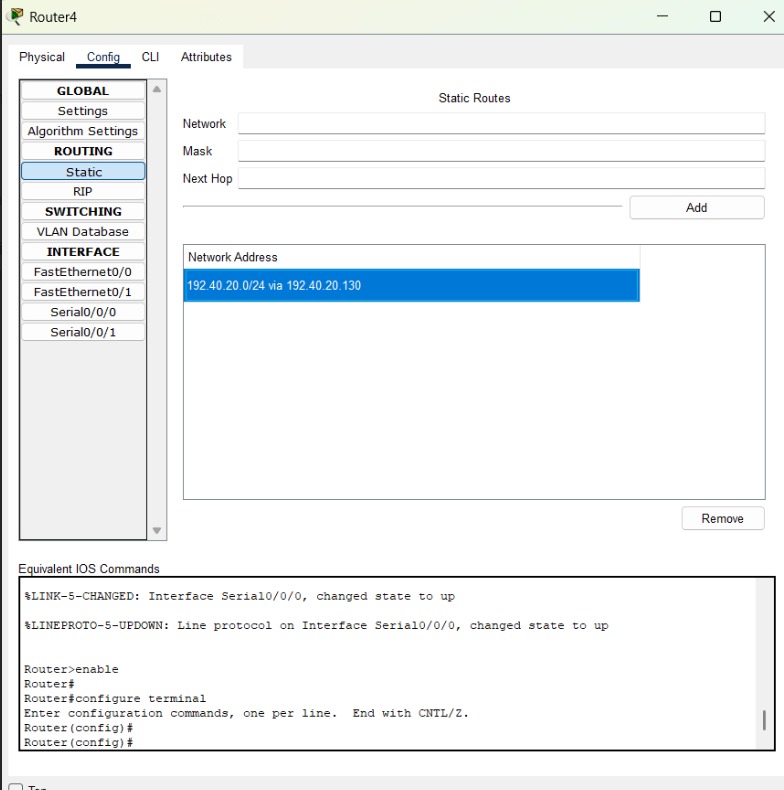 Router4
Physical Config CLI Attributes
GLOBAL
Settings
Algorithm Settings
ROUTING
Static
RIP
SWITCHING
VLAN Database
INTERFACE
FastEthernet0/0
FastEthernet0/1
Serial0/0/0
Serial0/0/1
Static Routes
Network
Mask
Next Hop
Add
Network Address
192.40.20.0/24 via 192.40.20.130
Remove
Equivalent IOS Commands
%LINK-5-CHANGED: Interface Serial0/0/0, changed state to up
%LINEPROTO-5-UPDOWN: Line protocol on Interface Serial0/0/0, changed state to up
Router>enable
Router#
Router#configure terminal
Enter configuration commands, one per line.  End with CNTL/Z.
Router(config)#
Router(config)#